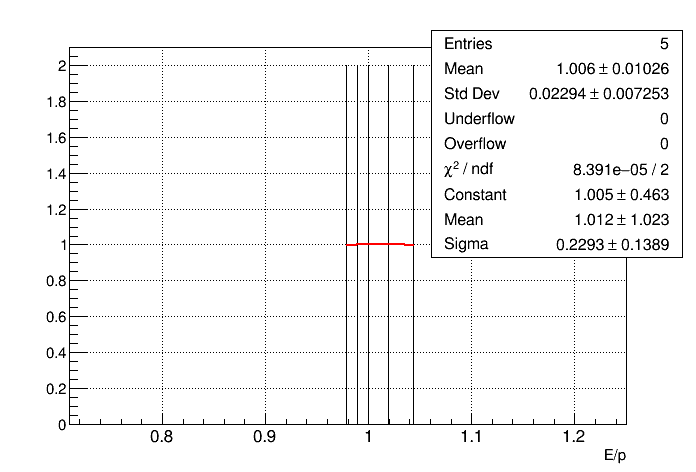 Entries 5
Mean 1.006 ± 0.01026
Std Dev 0.02294 ± 0.007253
Underflow 0
Overflow 0
χ² / ndf 8.391e−05 / 2
Constant 1.005 ± 0.463
Mean 1.012 ± 1.023
Sigma 0.2293 ± 0.1389
2
1.8
1.6
1.4
1.2
1
0.8
0.6
0.4
0.2
0
0.8 0.9 1 1.1 1.2
E/p